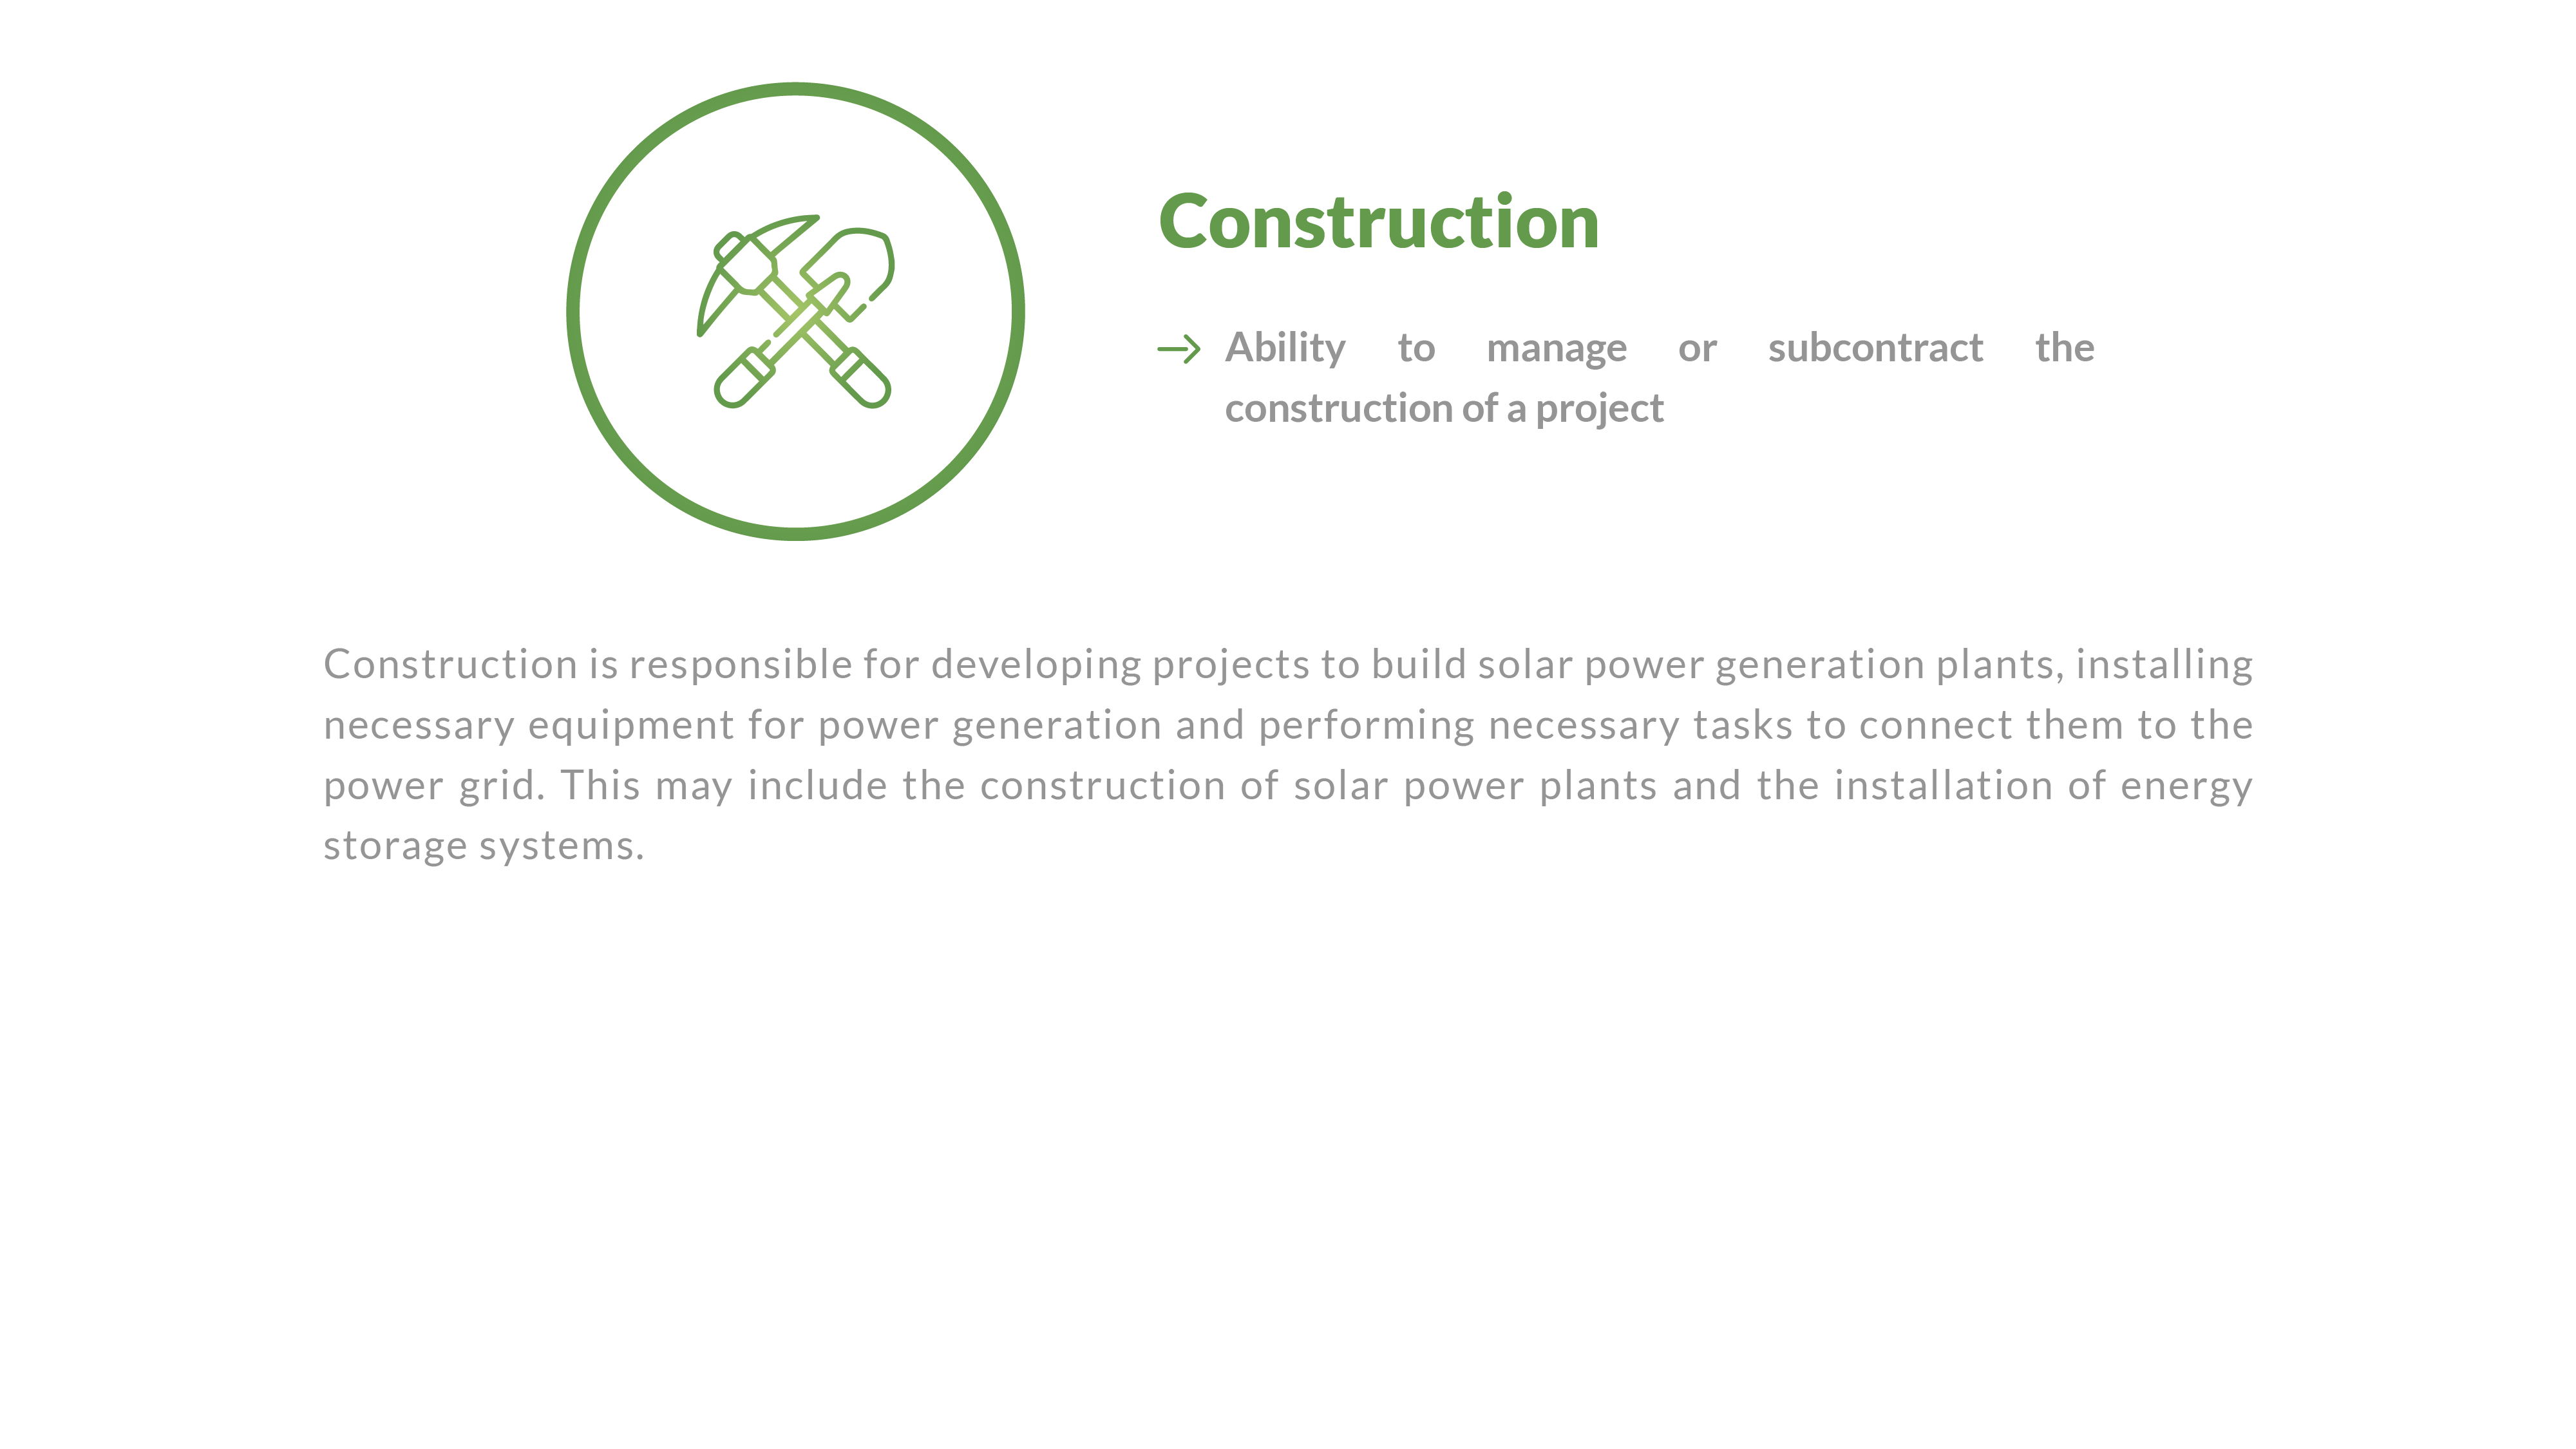 Construction
Ability to manage or subcontract the
construction of a project
Construction is responsible for developing projects to build solar power generation plants, installing
necessary equipment for power generation and performing necessary tasks to connect them to the
power grid. This may include the construction of solar power plants and the installation of energy
storage systems.